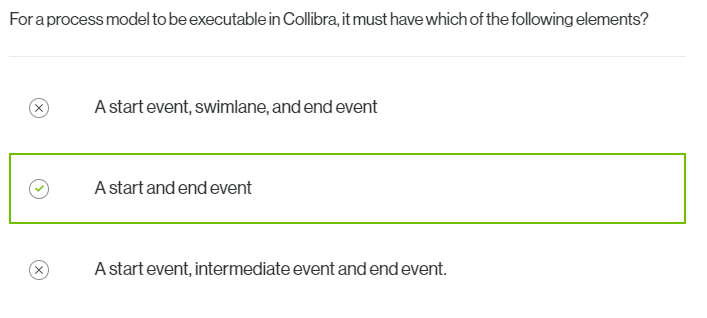 For a process model to be executable in Collibra, it must have which of the following elements?
A start event, swimlane, and end event
A start and end event
A start event, intermediate event and end event.